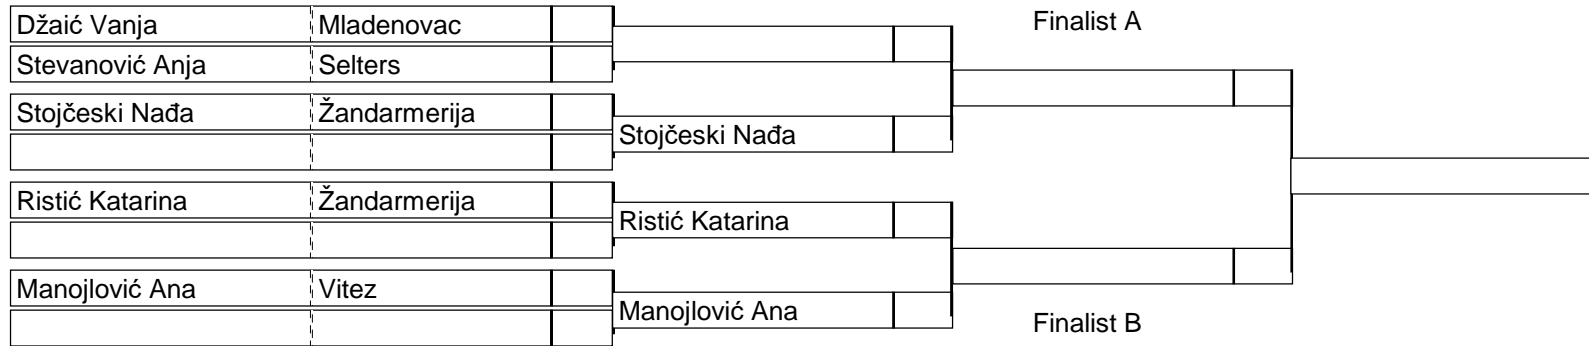 Džaić Vanja Mladenovac
Stevanović Anja Selters
Stojčeski Nađa Žandarmerija
Ristić Katarina Žandarmerija
Manojlović Ana Vitez
Stojčeski Nađa
Ristić Katarina
Manojlović Ana
Finalist A
Finalist B